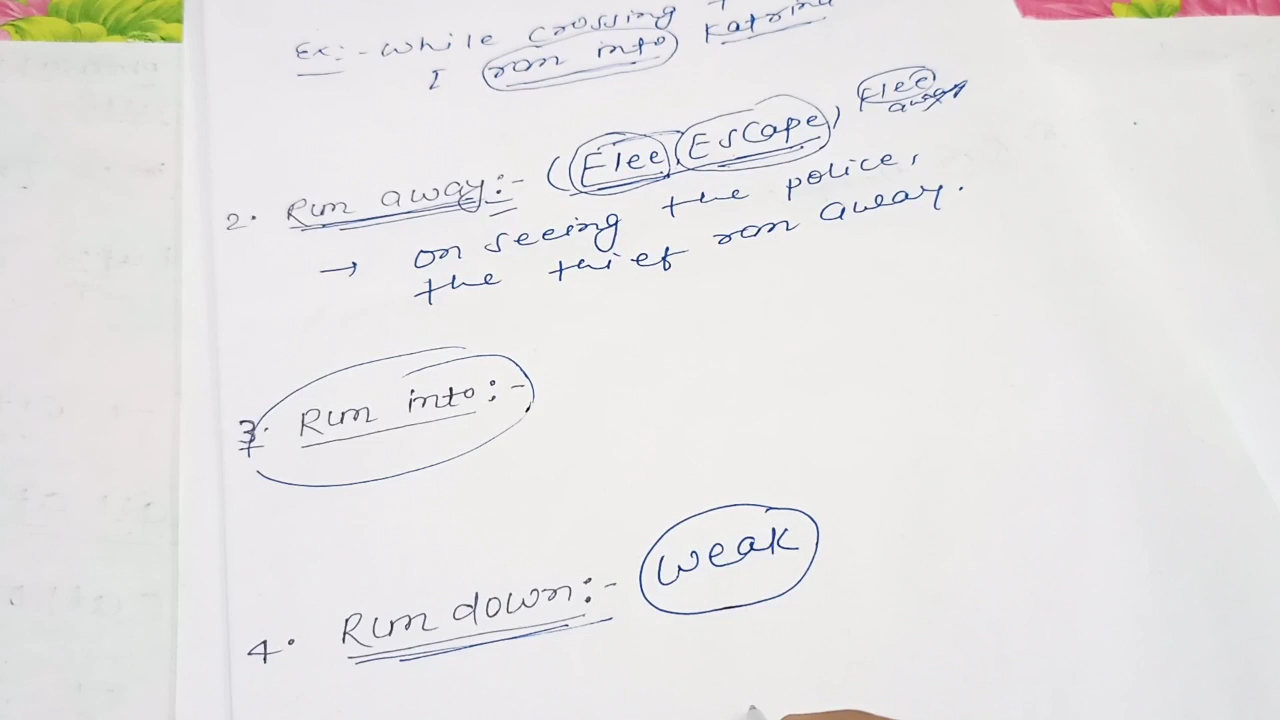 Ex:- While crossing
I ran into Katrina
2. Run away:- (Flee, Escape) Flee away
→ on seeing the police,
the thief ran away.
3. Run into:-
4. Run down:- weak